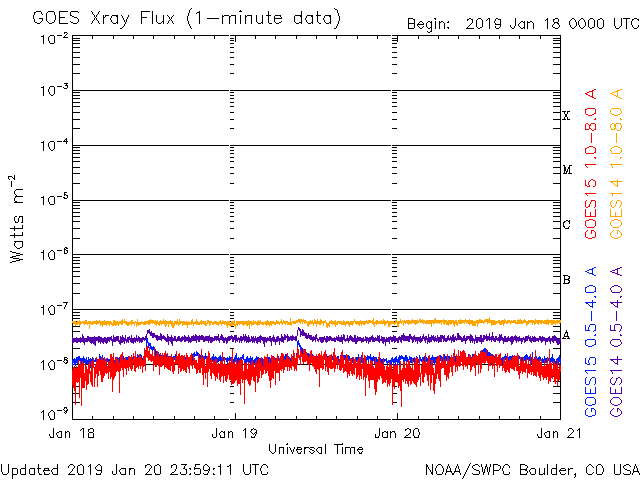 GOES Xray Flux (1-minute data)
Begin: 2019 Jan 18 0000 UTC
10⁻²
10⁻³
10⁻⁴
10⁻⁵
10⁻⁶
10⁻⁷
10⁻⁸
10⁻⁹
Watts m⁻²
X
M
C
B
A
GOES15 0.5-4.0 A GOES15 1.0-8.0 A
GOES14 0.5-4.0 A GOES14 1.0-8.0 A
Jan 18 Jan 19 Jan 20 Jan 21
Universal Time
Updated 2019 Jan 20 23:59:11 UTC
NOAA/SWPC Boulder, CO USA